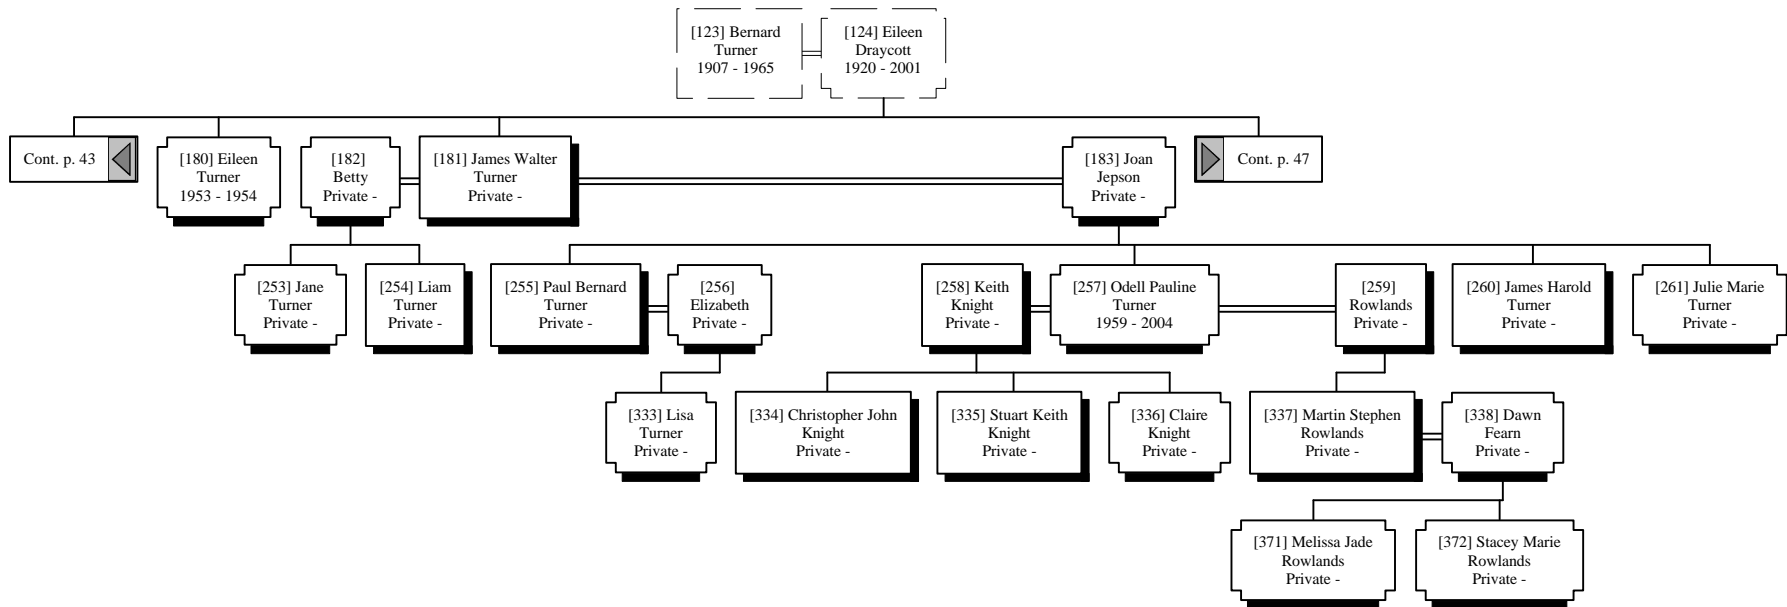 [123] Bernard
Turner
1907 - 1965
[124] Eileen
Draycott
1920 - 2001
Cont. p. 43
[180] Eileen
Turner
1953 - 1954
[182]
Betty
Private -
[181] James Walter
Turner
Private -
[183] Joan
Jepson
Private -
Cont. p. 47
[253] Jane
Turner
Private -
[254] Liam
Turner
Private -
[255] Paul Bernard
Turner
Private -
[256]
Elizabeth
Private -
[258] Keith
Knight
Private -
[257] Odell Pauline
Turner
1959 - 2004
[259]
Rowlands
Private -
[260] James Harold
Turner
Private -
[261] Julie Marie
Turner
Private -
[333] Lisa
Turner
Private -
[334] Christopher John
Knight
Private -
[335] Stuart Keith
Knight
Private -
[336] Claire
Knight
Private -
[337] Martin Stephen
Rowlands
Private -
[338] Dawn
Fearn
Private -
[371] Melissa Jade
Rowlands
Private -
[372] Stacey Marie
Rowlands
Private -